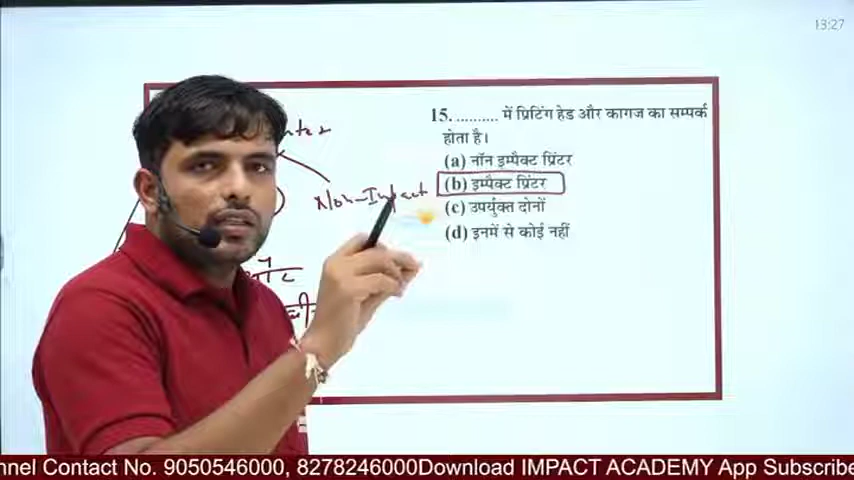 13:27
15. .......... में प्रिटिंग हेड और कागज का सम्पर्क
होता है।
(a) नॉन इम्पैक्ट प्रिंटर
(b) इम्पैक्ट प्रिंटर
(c) उपर्युक्त दोनों
(d) इनमें से कोई नहीं
Non-Impact
nnel Contact No. 9050546000, 8278246000Download IMPACT ACADEMY App Subscribe